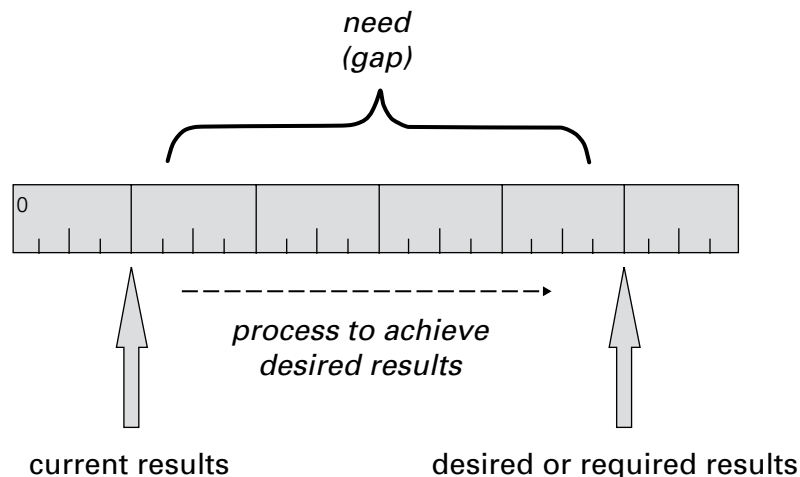 need
(gap)
0
process to achieve
desired results
current results
desired or required results